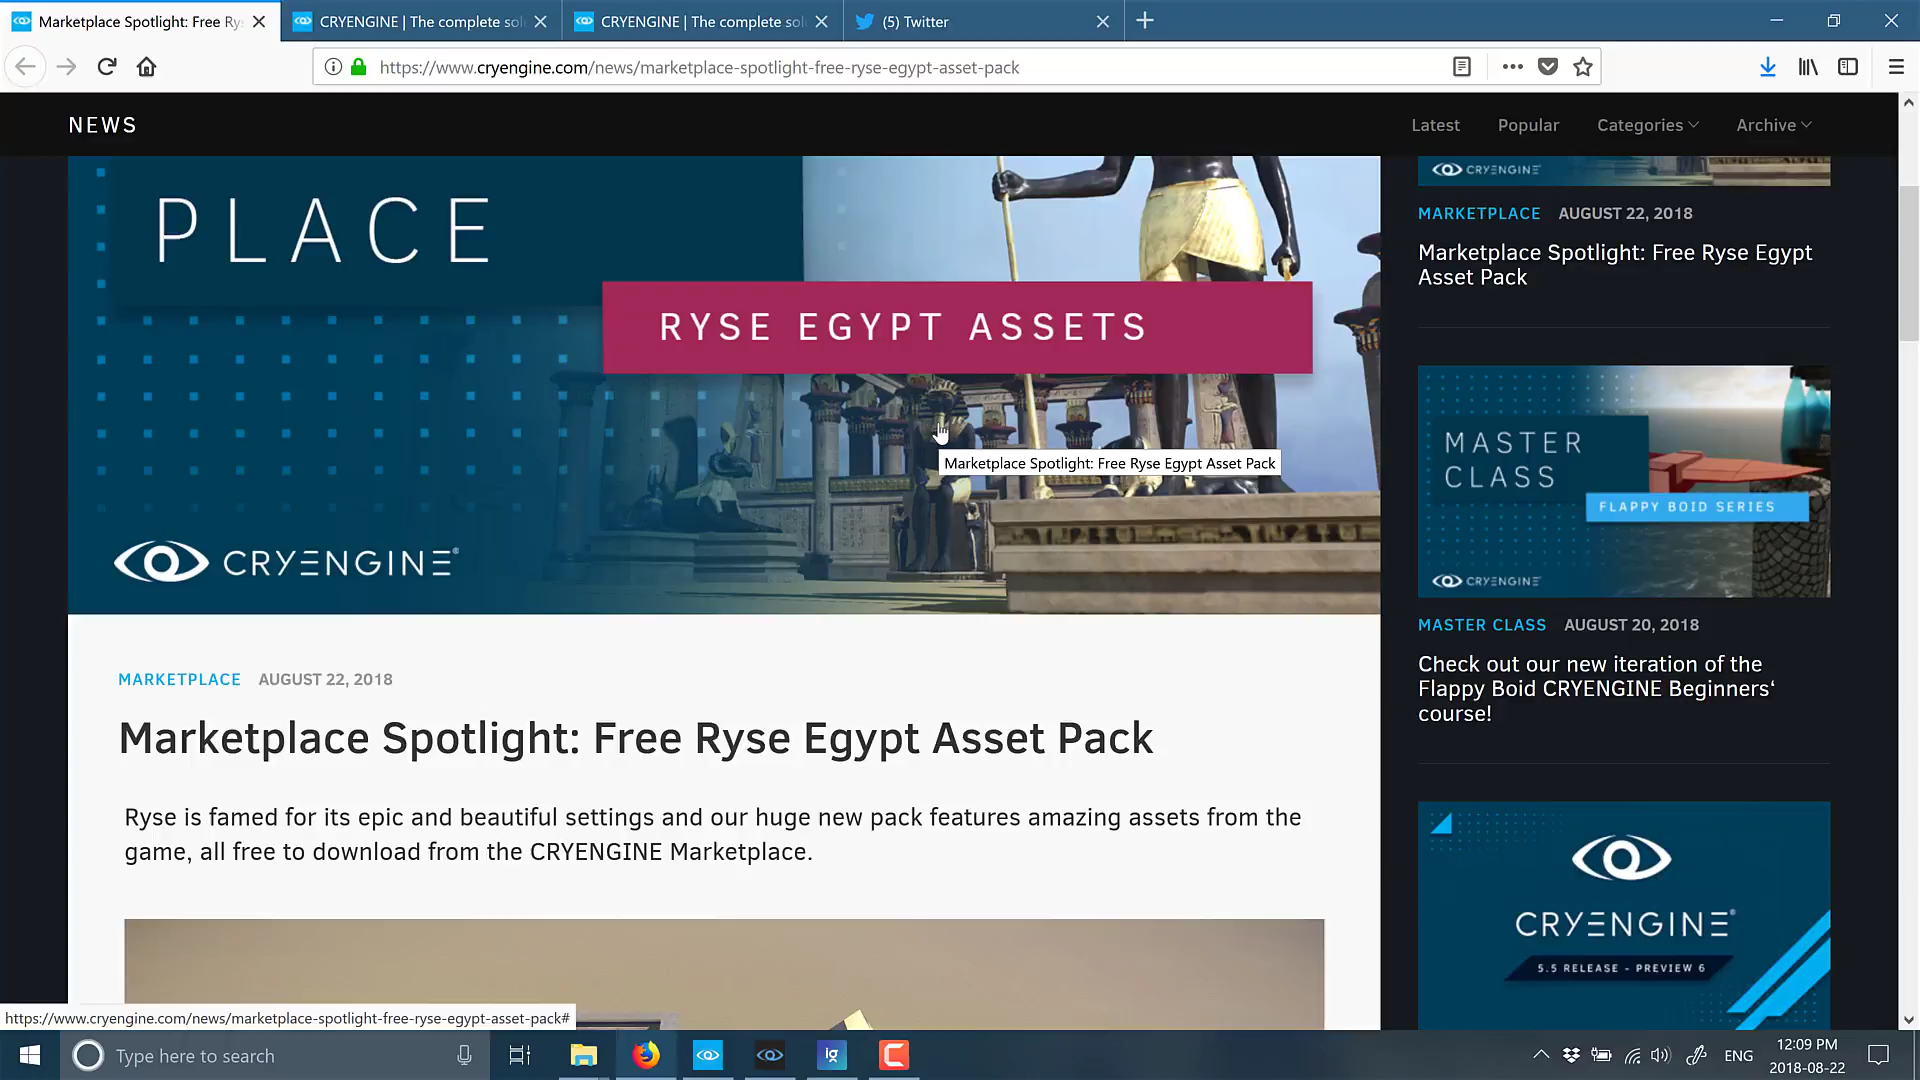 Marketplace Spotlight: Free Ry
CRYENGINE | The complete sol
CRYENGINE | The complete sol
(5) Twitter
https://www.cryengine.com/news/marketplace-spotlight-free-ryse-egypt-asset-pack
NEWS
Latest
Popular
Categories
Archive
PLACE
RYSE EGYPT ASSETS
Marketplace Spotlight: Free Ryse Egypt Asset Pack
CRYENGINE®
MARKETPLACE AUGUST 22, 2018
Marketplace Spotlight: Free Ryse Egypt Asset Pack
Ryse is famed for its epic and beautiful settings and our huge new pack features amazing assets from the
game, all free to download from the CRYENGINE Marketplace.
CRYENGINE
MARKETPLACE AUGUST 22, 2018
Marketplace Spotlight: Free Ryse Egypt
Asset Pack
MASTER
CLASS
FLAPPY BOID SERIES
CRYENGINE
MASTER CLASS AUGUST 20, 2018
Check out our new iteration of the
Flappy Boid CRYENGINE Beginners‘
course!
CRYENGINE®
5.5 RELEASE - PREVIEW 6
https://www.cryengine.com/news/marketplace-spotlight-free-ryse-egypt-asset-pack#
Type here to search
lg
ENG
12:09 PM
2018-08-22